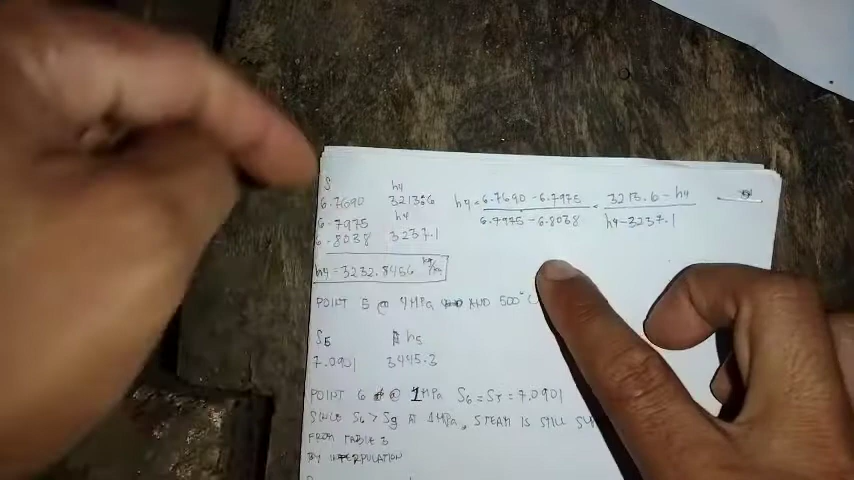 S h4
6.7690 3213.6
h4
6.7975
6.8038 3237.1
h4 = 6.7690 - 6.7975 = 3213.6 - h4
6.7975 - 6.8038 h4 - 3237.1
h4 = 3232.8456 kJ/kg
POINT 5 @ 4MPa AND 500°C
S5 h5
7.0901 3445.3
POINT 6 @ 1MPa S6 = S5 = 7.0901
SINCE S6 > Sg AT 1MPa, STEAM IS STILL
FROM TABLE 3
BY INTERPOLATION